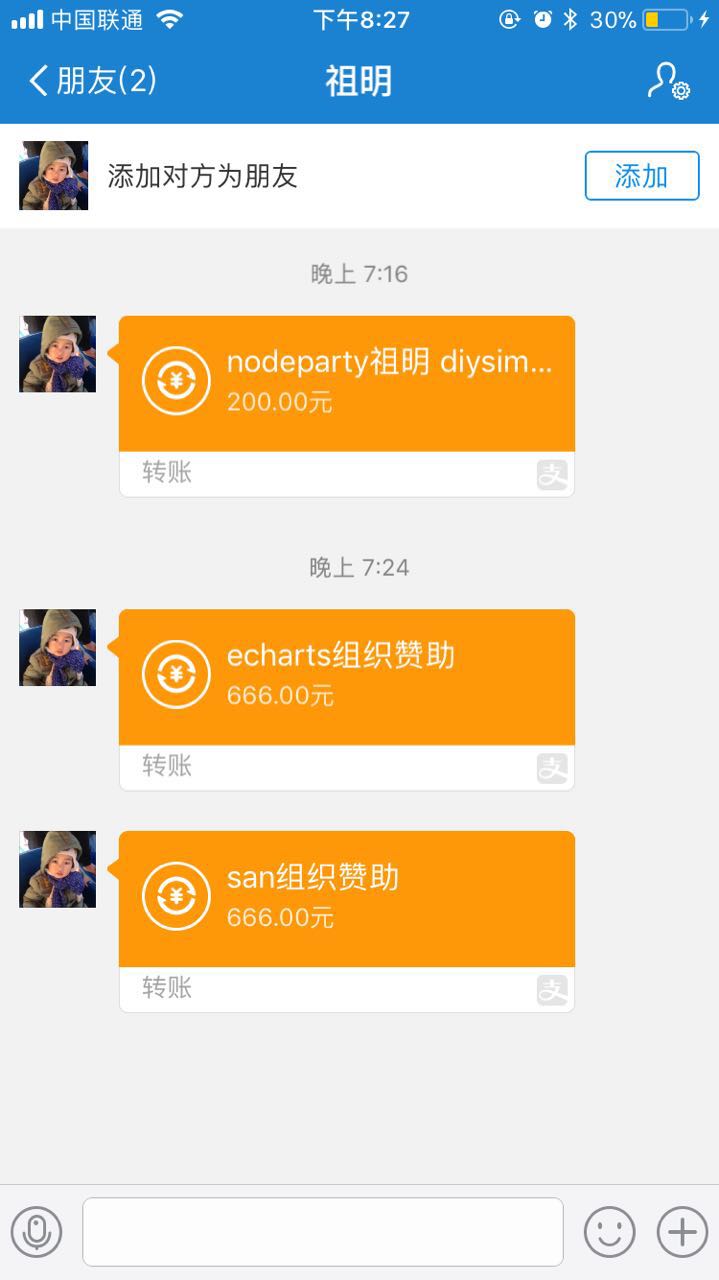 中国联通 下午8:27 30%
朋友(2) 祖明
添加对方为朋友 添加
晚上 7:16
nodeparty祖明 diysim...
200.00元
转账
支
晚上 7:24
echarts组织赞助
666.00元
转账
支
san组织赞助
666.00元
转账
支